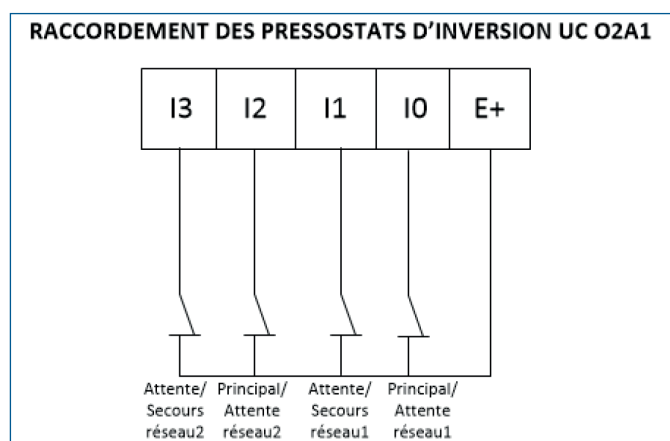 RACCORDEMENT DES PRESSOSTATS D'INVERSION UC O2A1
I3 I2 I1 I0 E+
Attente/ Principal/ Attente/ Principal/
Secours Attente Secours Attente
réseau2 réseau2 réseau1 réseau1